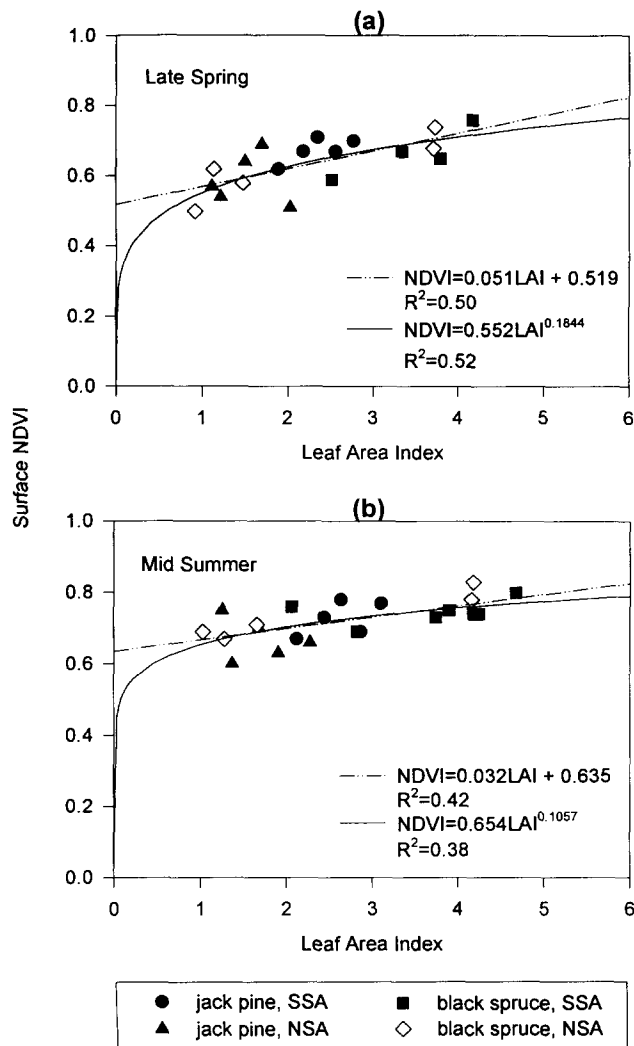 (a)
Late Spring
1.0
0.8
0.6
0.4
0.2
0.0
NDVI=0.051LAI + 0.519
R²=0.50
NDVI=0.552LAI^0.1844
R²=0.52
0 1 2 3 4 5 6
Leaf Area Index
Surface NDVI
(b)
Mid Summer
1.0
0.8
0.6
0.4
0.2
0.0
NDVI=0.032LAI + 0.635
R²=0.42
NDVI=0.654LAI^0.1057
R²=0.38
0 1 2 3 4 5 6
Leaf Area Index
jack pine, SSA
black spruce, SSA
jack pine, NSA
black spruce, NSA